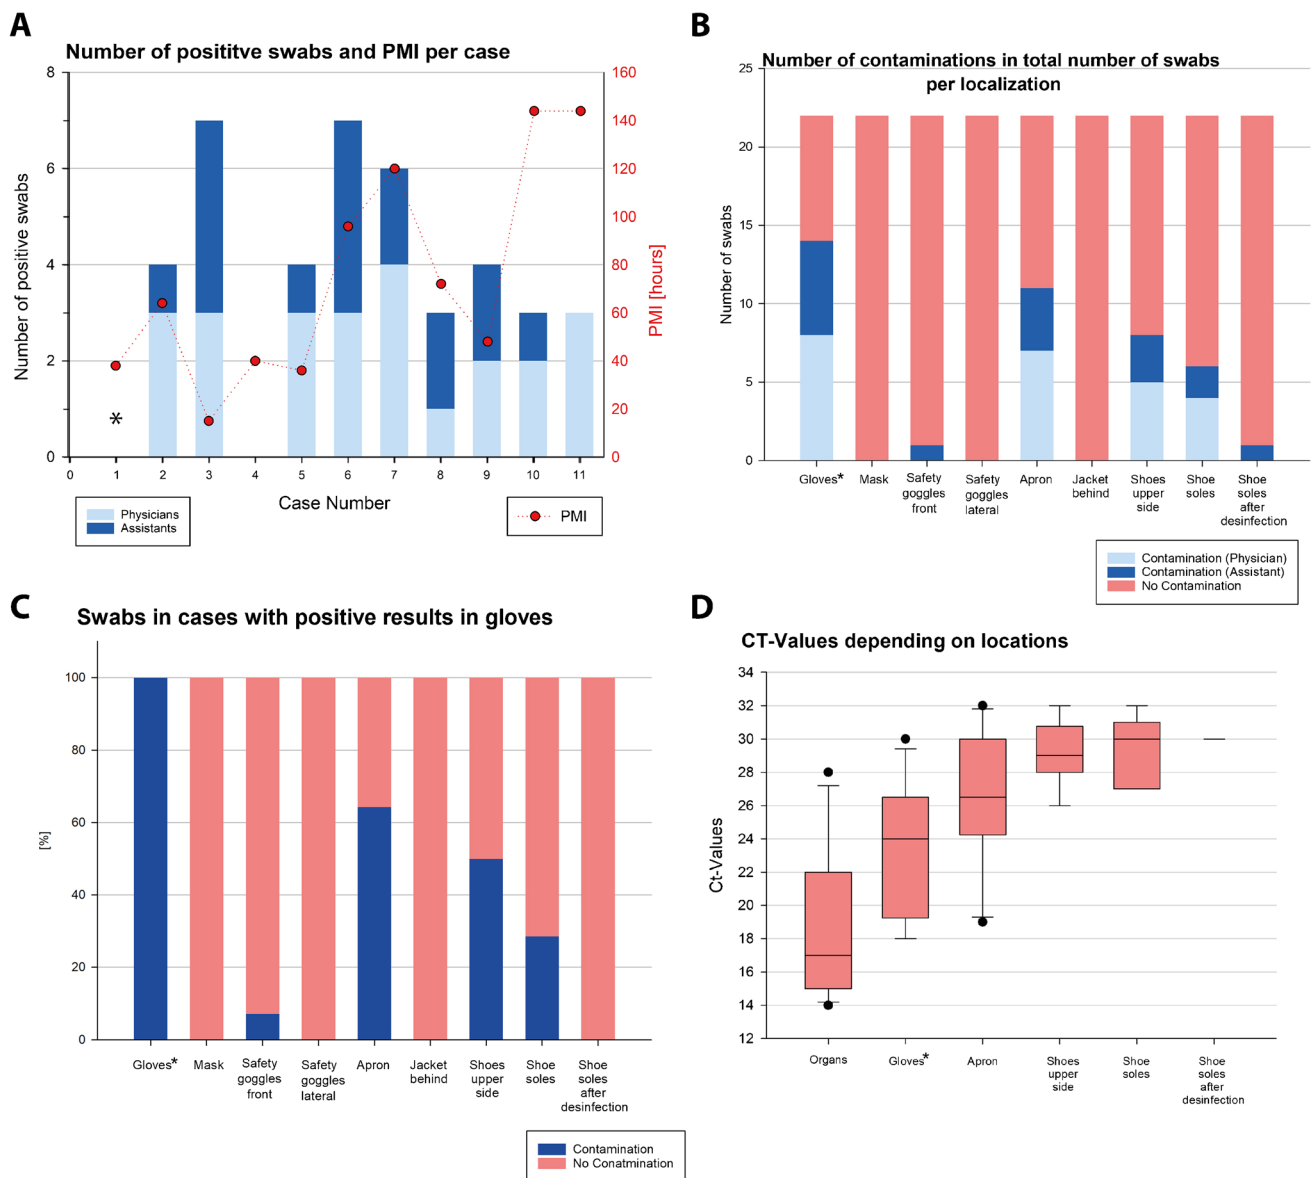 A
Number of posititve swabs and PMI per case
8
6
4
2
0
Number of positive swabs
160
140
120
100
80
60
40
20
0
PMI [hours]
*
0 1 2 3 4 5 6 7 8 9 10 11
Case Number
Physicians
Assistants
PMI
B
Number of contaminations in total number of swabs
per localization
25
20
15
10
5
0
Number of swabs
Gloves* Mask Safety goggles front Safety goggles lateral Apron Jacket behind Shoes upper side Shoe soles Shoe soles after desinfection
Contamination (Physician)
Contamination (Assistant)
No Contamination
C
Swabs in cases with positive results in gloves
100
80
60
40
20
0
[%]
Gloves* Mask Safety goggles front Safety goggles lateral Apron Jacket behind Shoes upper side Shoe soles Shoe soles after desinfection
Contamination
No Conatmination
D
CT-Values depending on locations
34
32
30
28
26
24
22
20
18
16
14
12
Ct-Values
Organs Gloves* Apron Shoes upper side Shoe soles Shoe soles after desinfection